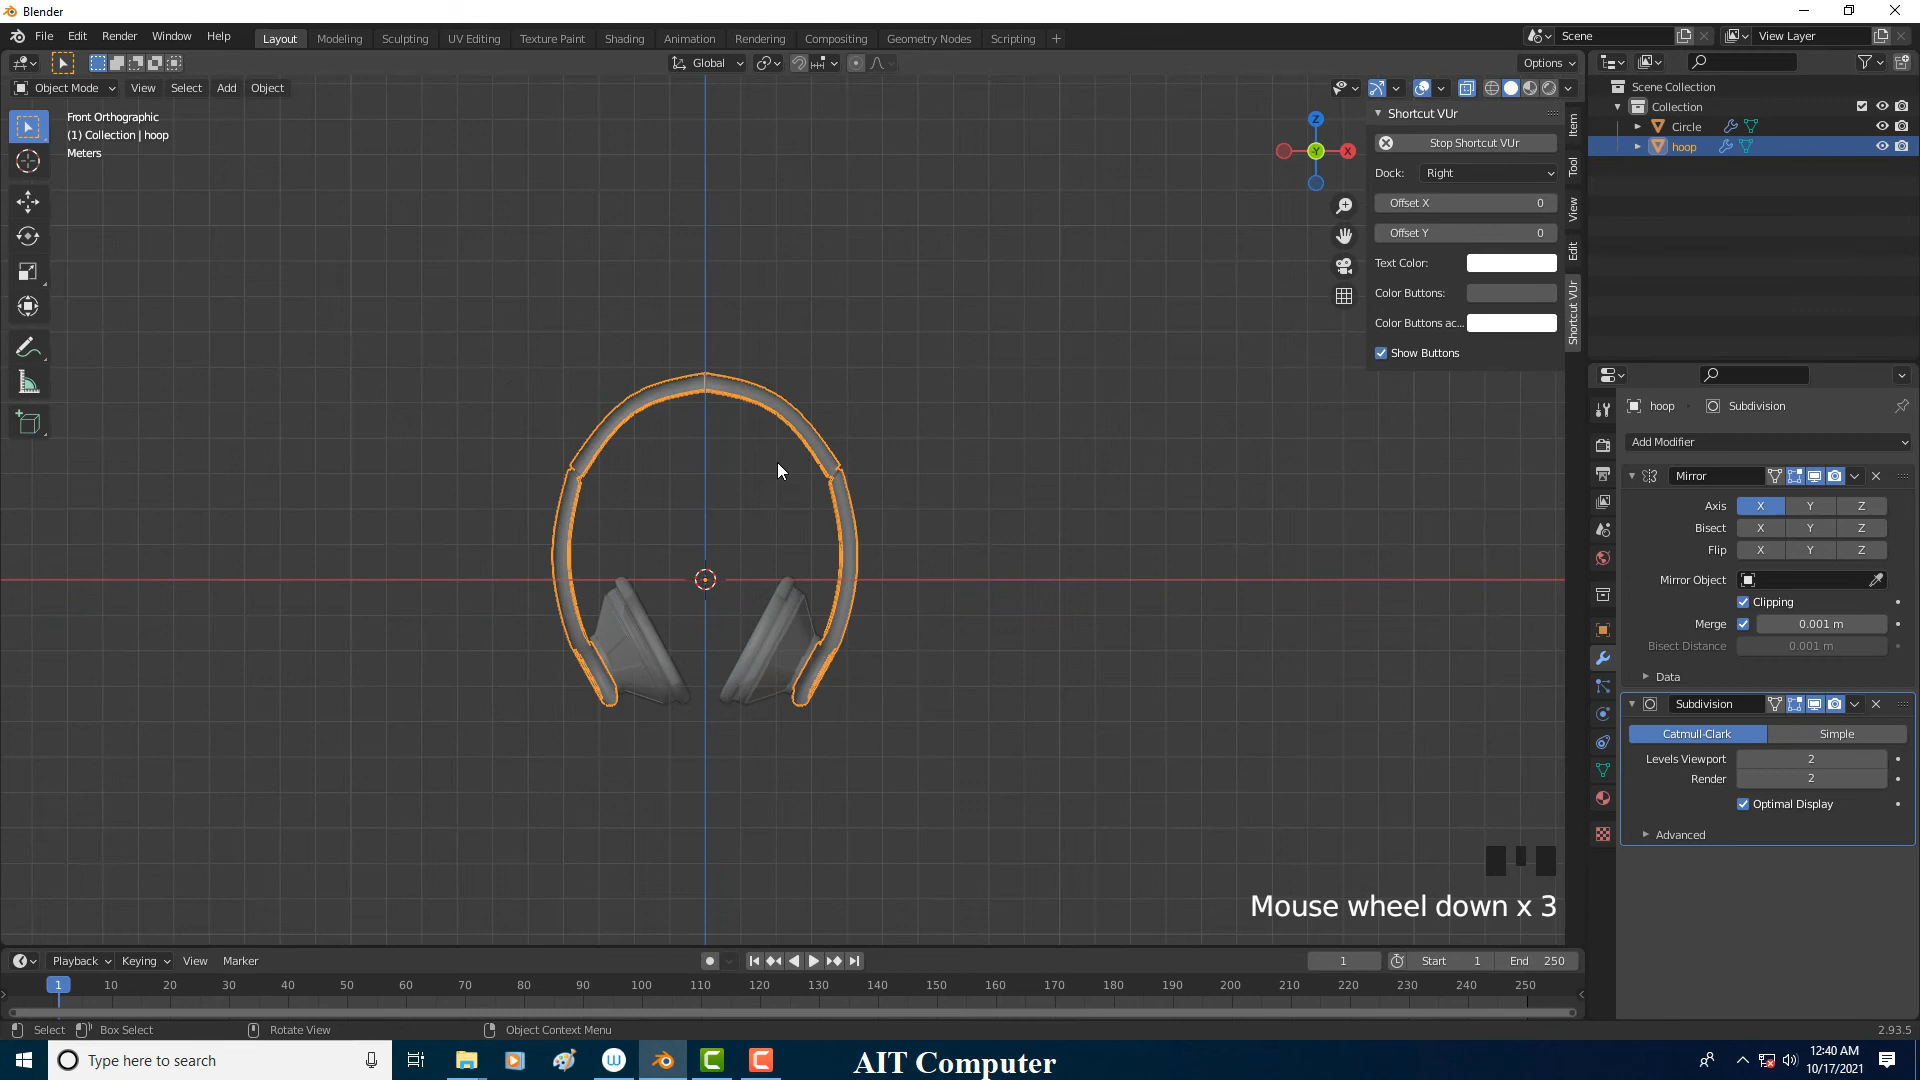 Blender
File Edit Render Window Help
Layout Modeling Sculpting UV Editing Texture Paint Shading Animation Rendering Compositing Geometry Nodes Scripting +
Scene
View Layer
Global
Options
Object Mode View Select Add Object
Front Orthographic
(1) Collection | hoop
Meters
Z
X
-Y
Shortcut VUr
Stop Shortcut VUr
Dock: Right
Offset X 0
Offset Y 0
Text Color:
Color Buttons:
Color Buttons ac...
Show Buttons
Item
Tool
View
Edit
Shortcut VUr
Scene Collection
Collection
Circle
hoop
hoop Subdivision
Add Modifier
Mirror
Axis X Y Z
Bisect X Y Z
Flip X Y Z
Mirror Object
Clipping
Merge 0.001 m
Bisect Distance 0.001 m
Data
Subdivision
Catmull-Clark Simple
Levels Viewport 2
Render 2
Optimal Display
Advanced
Mouse wheel down x 3
Playback Keying View Marker
1 Start 1 End 250
1 10 20 30 40 50 60 70 80 90 100 110 120 130 140 150 160 170 180 190 200 210 220 230 240 250
Select Box Select Rotate View Object Context Menu
2.93.5
Type here to search
AIT Computer
12:40 AM
10/17/2021